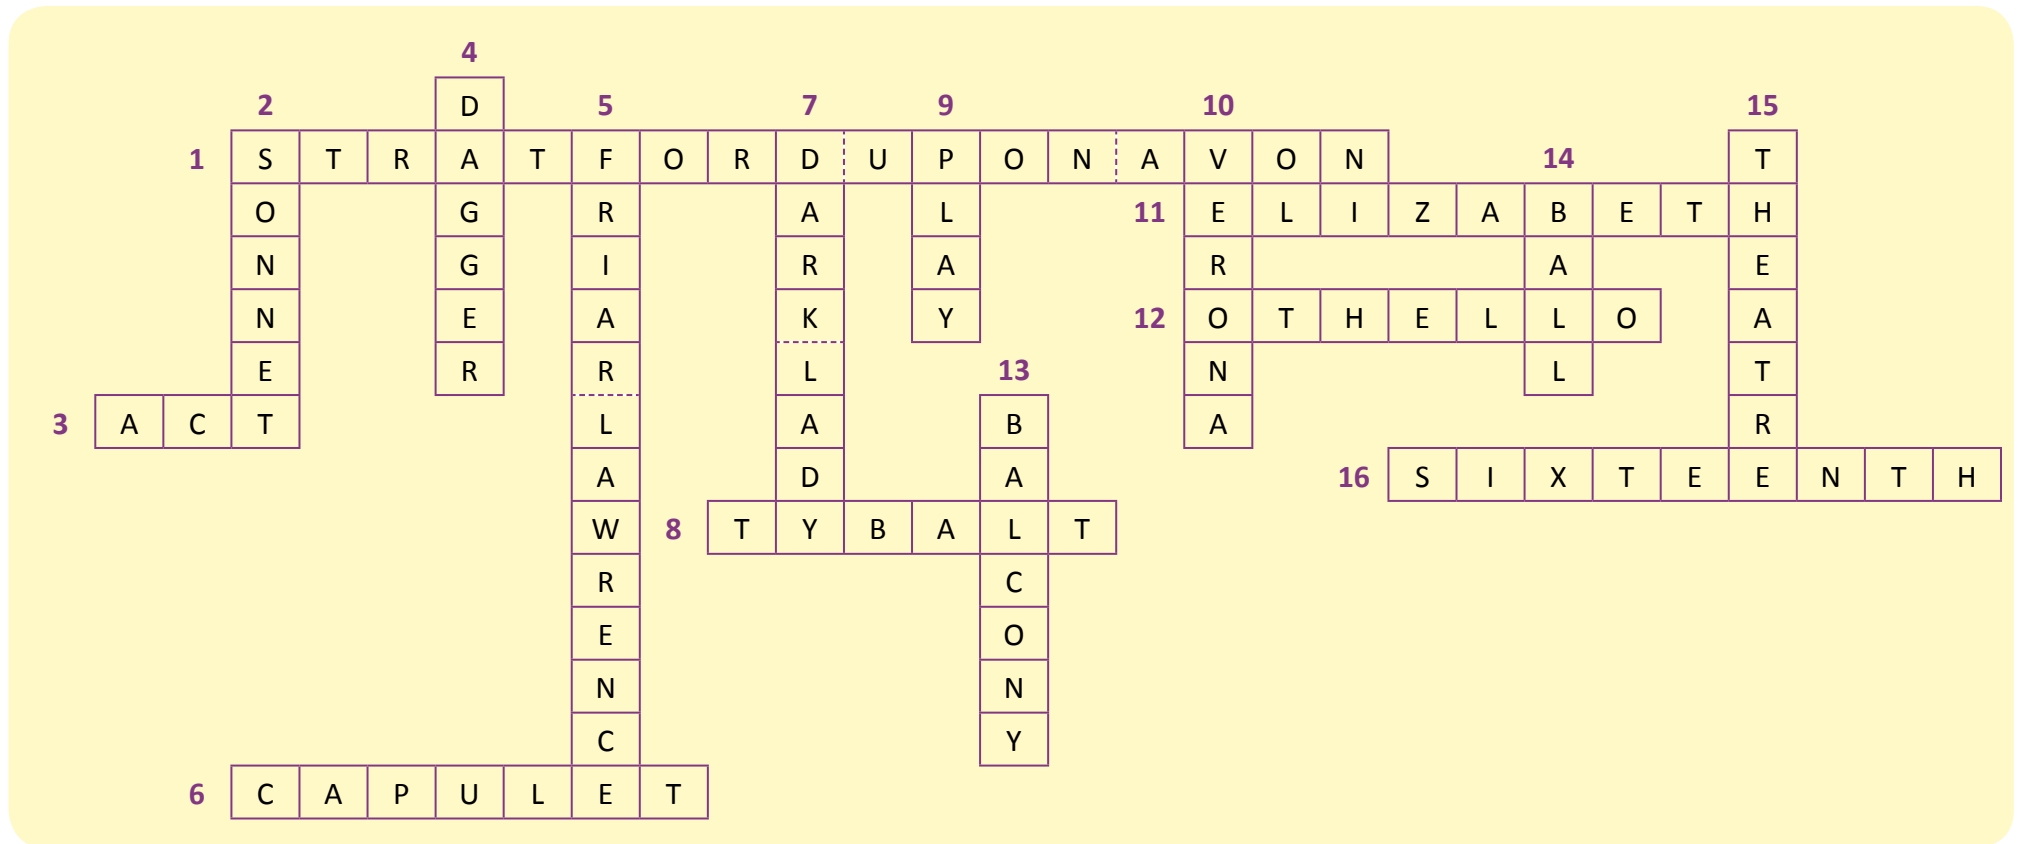 4
2 D 5 7 9 10 15
1 S T R A T F O R D U P O N A V O N 14 T
O G R A L 11 E L I Z A B E T H
N G I R A R A E
N E A K Y 12 O T H E L L O A
E R R L 13 N L T
3 A C T L A B A R
A D A 16 S I X T E E N T H
W 8 T Y B A L T
R C
E O
N N
C Y
6 C A P U L E T